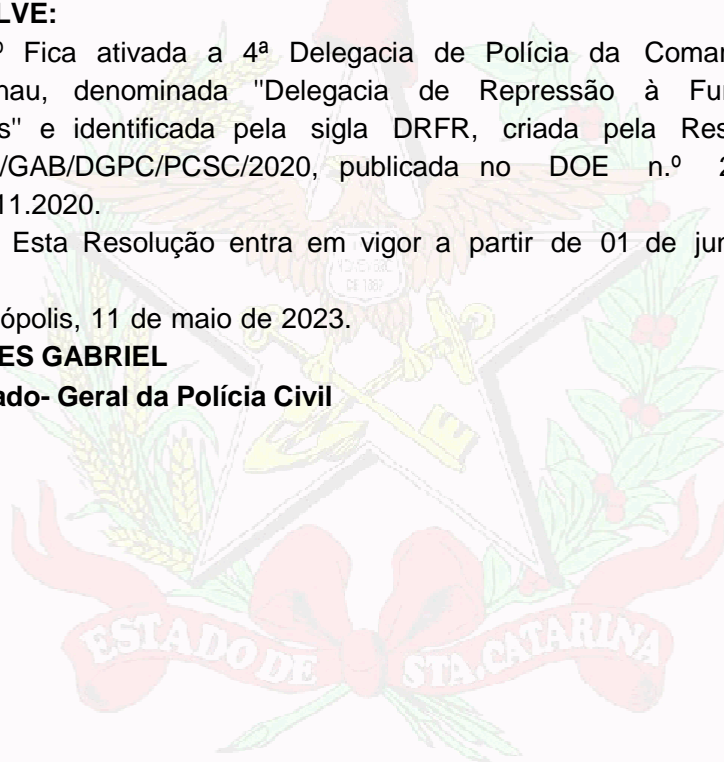 LVE:
º Fica ativada a 4ª Delegacia de Polícia da Comar
nau, denominada "Delegacia de Repressão à Fur
s" e identificada pela sigla DRFR, criada pela Res
/GAB/DGPC/PCSC/2020, publicada no DOE n.º 2
11.2020.
Esta Resolução entra em vigor a partir de 01 de jun
ópolis, 11 de maio de 2023.
ES GABRIEL
ado- Geral da Polícia Civil
ESTADO DE STA.CATARINA